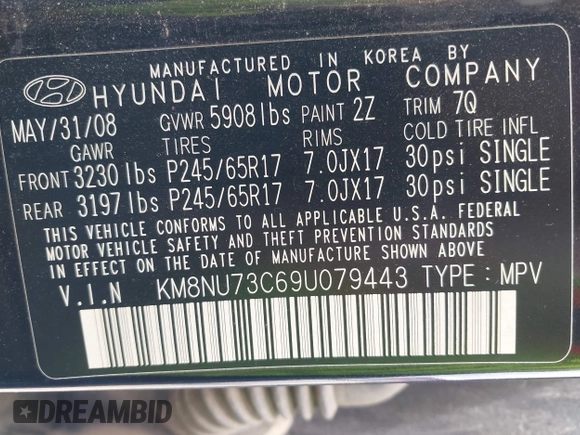 MANUFACTURED IN KOREA BY
HYUNDAI MOTOR COMPANY
MAY/31/08 GVWR 5908lbs PAINT 2Z TRIM 7Q
GAWR TIRES RIMS COLD TIRE INFL
FRONT 3230lbs P245/65R17 7.0JX17 30psi SINGLE
REAR 3197lbs P245/65R17 7.0JX17 30psi SINGLE
THIS VEHICLE CONFORMS TO ALL APPLICABLE U.S.A. FEDERAL
MOTOR VEHICLE SAFETY AND THEFT PREVENTION STANDARDS
IN EFFECT ON THE DATE OF MANUFACTURE SHOWN ABOVE.
V.I.N KM8NU73C69U079443 TYPE : MPV
DREAMBID